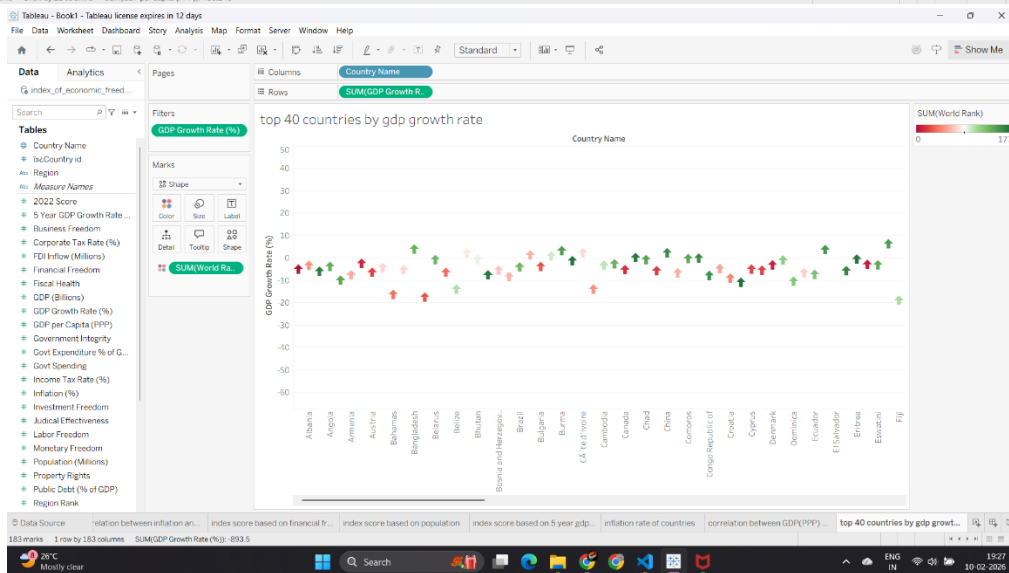 Tableau - Book1 - Tableau license expires in 12 days
File Data Worksheet Dashboard Story Analysis Map Format Server Window Help
Standard
Show Me
Data Analytics
index_of_economic_freed...
Search
Tables
Country Name
ï»¿Country id
Abc Region
Abc Measure Names
2022 Score
5 Year GDP Growth Rate ...
Business Freedom
Corporate Tax Rate (%)
FDI Inflow (Millions)
Financial Freedom
Fiscal Health
GDP (Billions)
GDP Growth Rate (%)
GDP per Capita (PPP)
Government Integrity
Govt Expenditure % of G...
Govt Spending
Income Tax Rate (%)
Inflation (%)
Investment Freedom
Judical Effectiveness
Labor Freedom
Monetary Freedom
Population (Millions)
Property Rights
Public Debt (% of GDP)
Region Rank
Pages
Filters
GDP Growth Rate (%)
Marks
Shape
Color Size Label
Detail Tooltip Shape
SUM(World Ra...
Columns Country Name
Rows SUM(GDP Growth R...
top 40 countries by gdp growth rate
Country Name
GDP Growth Rate (%)
50
40
30
20
10
0
-10
-20
-30
-40
-50
-60
Albania
Angola
Armenia
Austria
Bahamas
Bangladesh
Belarus
Belize
Bhutan
Bosnia and Herzegov...
Brazil
Bulgaria
Burma
CÃ´te d'Ivoire
Cambodia
Canada
Chad
China
Comoros
Congo Republic of
Croatia
Cyprus
Denmark
Dominica
Ecuador
El Salvador
Eritrea
Eswatini
Fiji
SUM(World Rank)
0 177
Data Source
relation between inflation an...
index score based on financial fr...
index score based on population
index score based on 5 year gdp...
inflation rate of countries
correlation between GDP(PPP) ...
top 40 countries by gdp growt...
183 marks 1 row by 183 columns SUM(GDP Growth Rate (%)): -893.5
26°C
Mostly clear
Search
ENG
IN
19:27
10-02-2026